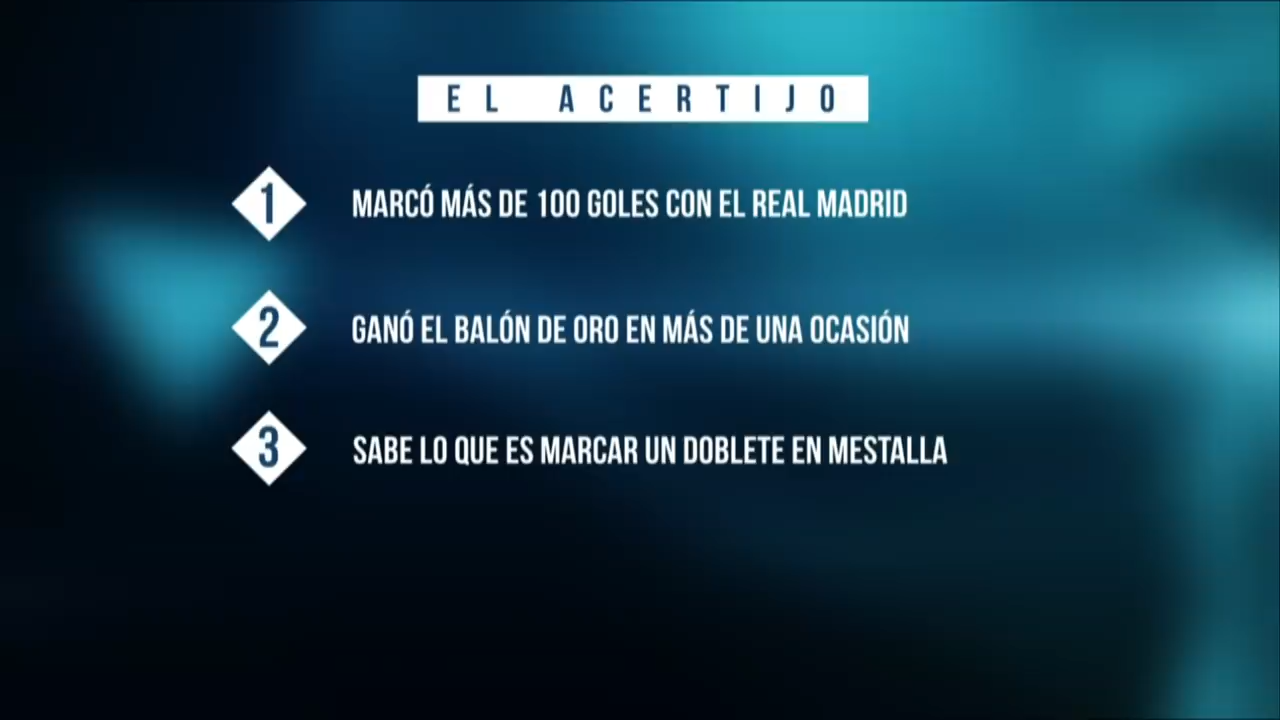 EL ACERTIJO
1 MARCÓ MÁS DE 100 GOLES CON EL REAL MADRID
2 GANÓ EL BALÓN DE ORO EN MÁS DE UNA OCASIÓN
3 SABE LO QUE ES MARCAR UN DOBLETE EN MESTALLA